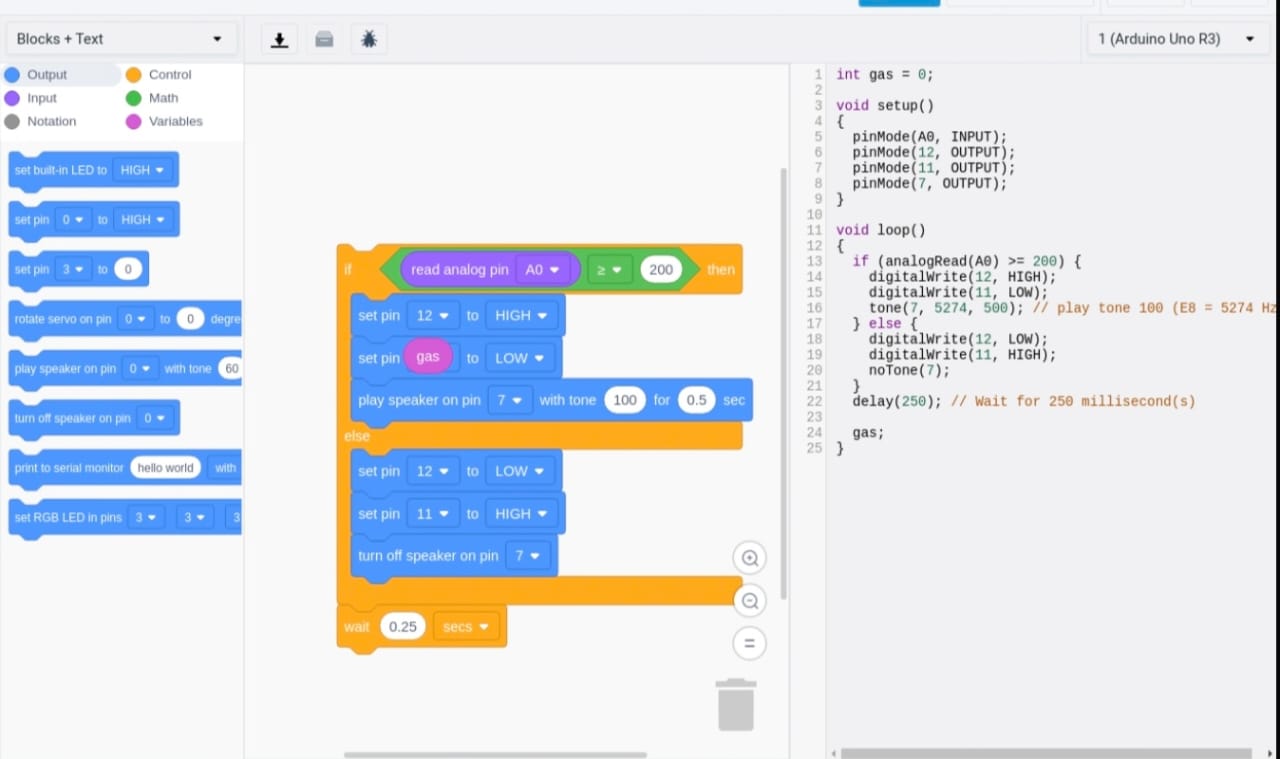 Blocks + Text
1 (Arduino Uno R3)
Output
Control
Input
Math
Notation
Variables
set built-in LED to HIGH
set pin 0 to HIGH
set pin 3 to 0
rotate servo on pin 0 to 0 degre
play speaker on pin 0 with tone 60
turn off speaker on pin 0
print to serial monitor hello world with
set RGB LED in pins 3 3 3
if read analog pin A0 ≥ 200 then
set pin 12 to HIGH
set pin gas to LOW
play speaker on pin 7 with tone 100 for 0.5 sec
else
set pin 12 to LOW
set pin 11 to HIGH
turn off speaker on pin 7
wait 0.25 secs
=
1 int gas = 0;
2
3 void setup()
4 {
5 pinMode(A0, INPUT);
6 pinMode(12, OUTPUT);
7 pinMode(11, OUTPUT);
8 pinMode(7, OUTPUT);
9 }
10
11 void loop()
12 {
13 if (analogRead(A0) >= 200) {
14 digitalWrite(12, HIGH);
15 digitalWrite(11, LOW);
16 tone(7, 5274, 500); // play tone 100 (E8 = 5274 Hz
17 } else {
18 digitalWrite(12, LOW);
19 digitalWrite(11, HIGH);
20 noTone(7);
21 }
22 delay(250); // Wait for 250 millisecond(s)
23
24 gas;
25 }